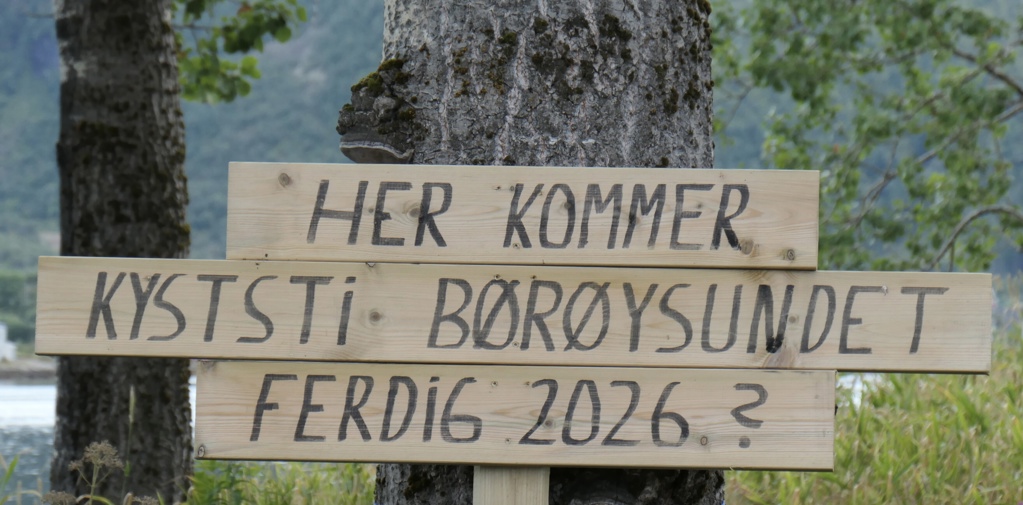 HER KOMMER
KYSTSTi BØRØYSUNDET
FERDiG 2026 ?